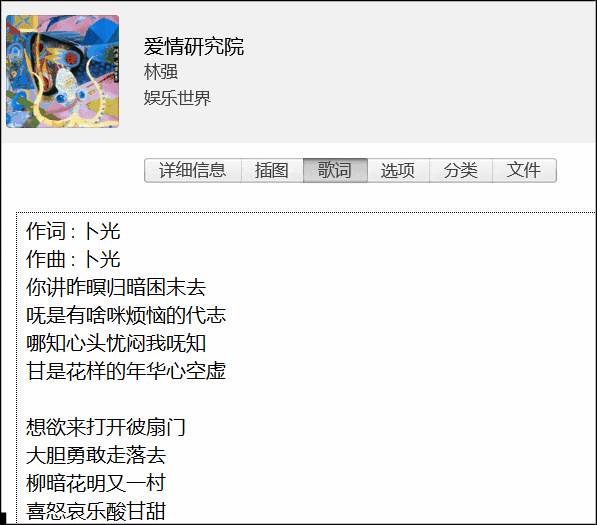 爱情研究院
林强
娱乐世界
详细信息 插图 歌词 选项 分类 文件
作词 : 卜光
作曲 : 卜光
你讲昨暝归暗困末去
呒是有啥咪烦恼的代志
哪知心头忧闷我呒知
甘是花样的年华心空虚
想欲来打开彼扇门
大胆勇敢走落去
柳暗花明又一村
喜怒哀乐酸甘甜